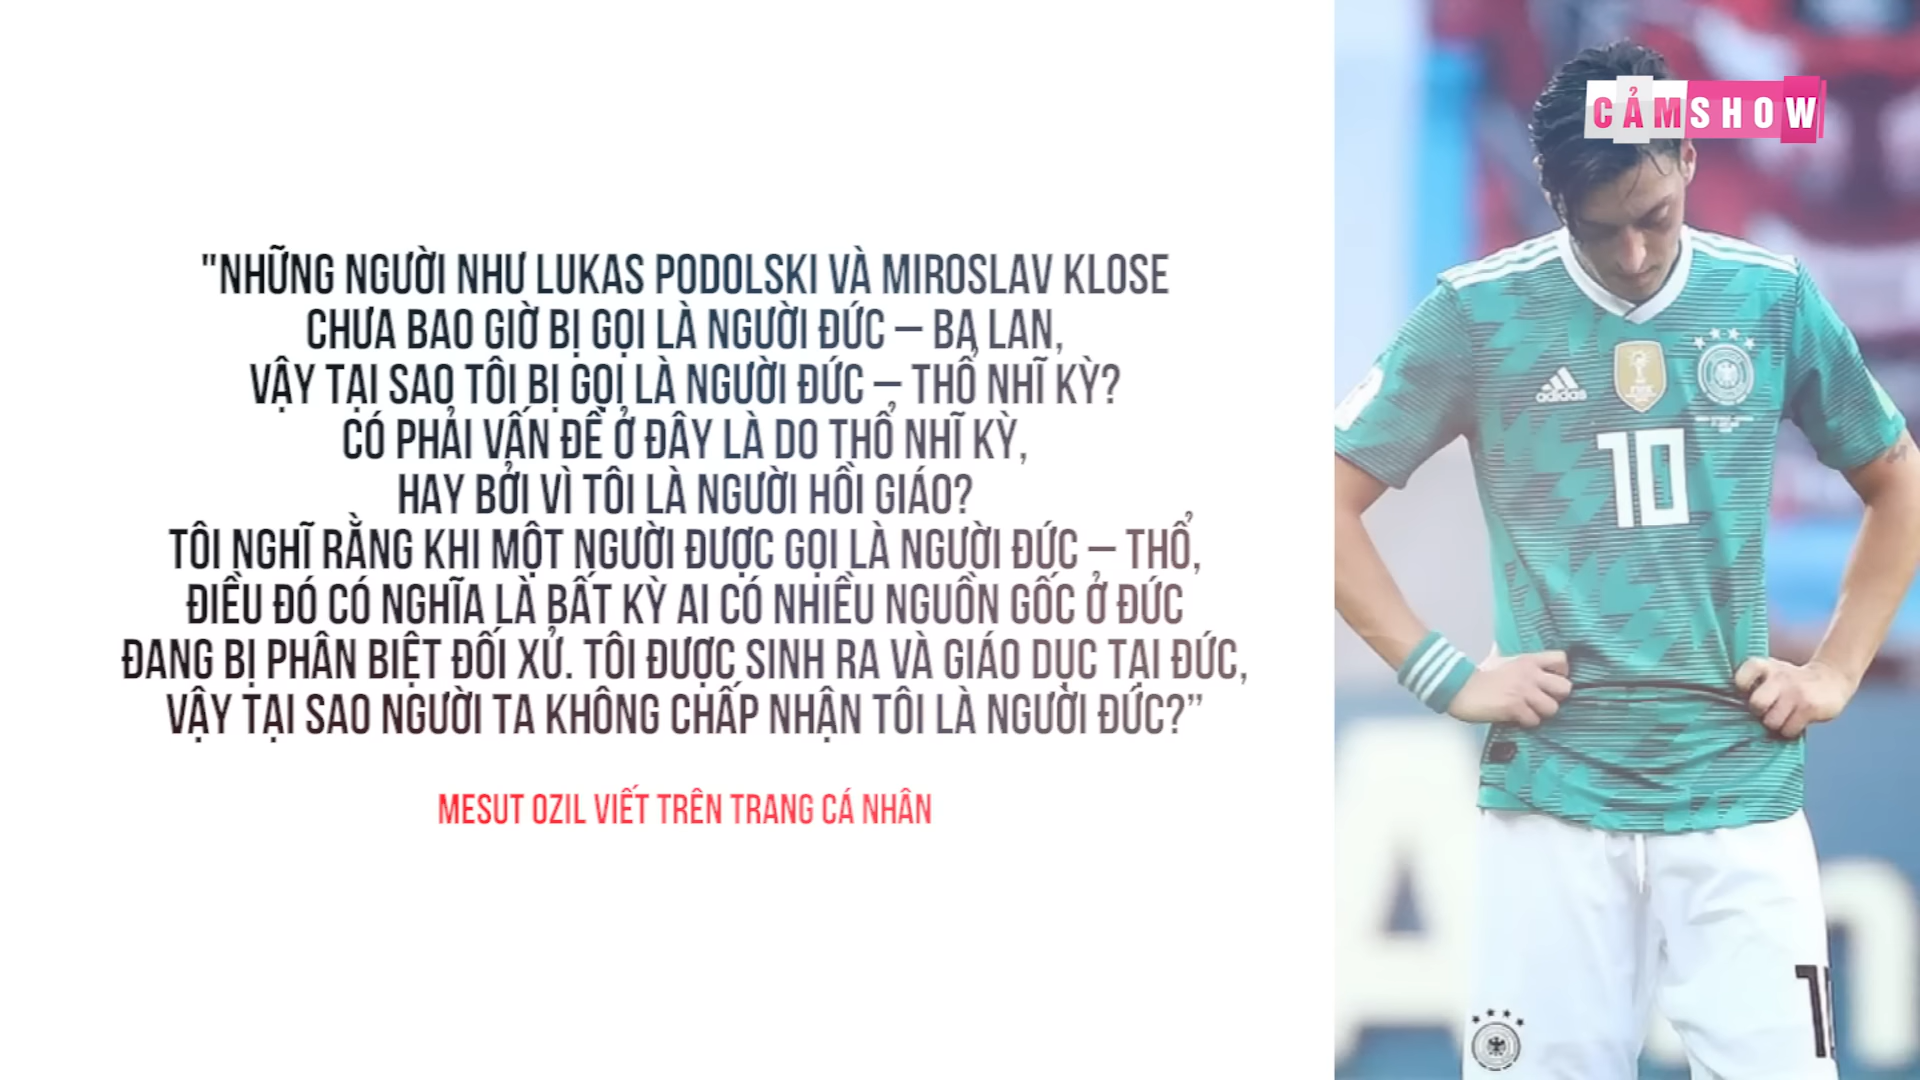 "NHỮNG NGƯỜI NHƯ LUKAS PODOLSKI VÀ MIROSLAV KLOSE
CHƯA BAO GIỜ BỊ GỌI LÀ NGƯỜI ĐỨC – BA LAN,
VẬY TẠI SAO TÔI BỊ GỌI LÀ NGƯỜI ĐỨC – THỔ NHĨ KỲ?
CÓ PHẢI VẤN ĐỀ Ở ĐÂY LÀ DO THỔ NHĨ KỲ,
HAY BỞI VÌ TÔI LÀ NGƯỜI HỒI GIÁO?
TÔI NGHĨ RẰNG KHI MỘT NGƯỜI ĐƯỢC GỌI LÀ NGƯỜI ĐỨC – THỔ,
ĐIỀU ĐÓ CÓ NGHĨA LÀ BẤT KỲ AI CÓ NHIỀU NGUỒN GỐC Ở ĐỨC
ĐANG BỊ PHÂN BIỆT ĐỐI XỬ. TÔI ĐƯỢC SINH RA VÀ GIÁO DỤC TẠI ĐỨC,
VẬY TẠI SAO NGƯỜI TA KHÔNG CHẤP NHẬN TÔI LÀ NGƯỜI ĐỨC?”
MESUT OZIL VIẾT TRÊN TRANG CÁ NHÂN
CẢMSHOW
adidas
10